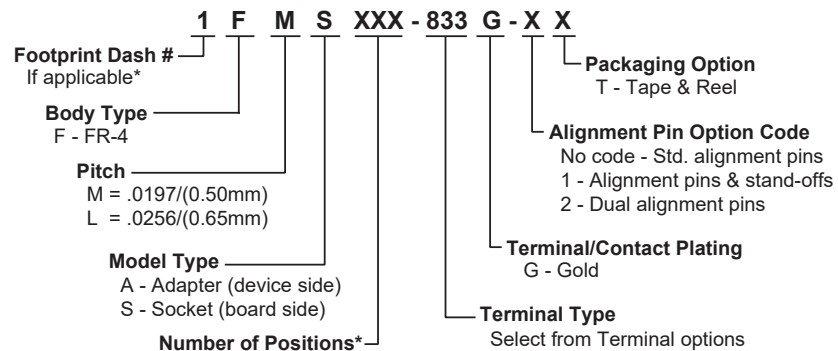 1 F M S XXX - 833 G - X X
Footprint Dash #
If applicable*
Body Type
F - FR-4
Pitch
M = .0197/(0.50mm)
L = .0256/(0.65mm)
Model Type
A - Adapter (device side)
S - Socket (board side)
Number of Positions*
Packaging Option
T - Tape & Reel
Alignment Pin Option Code
No code - Std. alignment pins
1 - Alignment pins & stand-offs
2 - Dual alignment pins
Terminal/Contact Plating
G - Gold
Terminal Type
Select from Terminal options